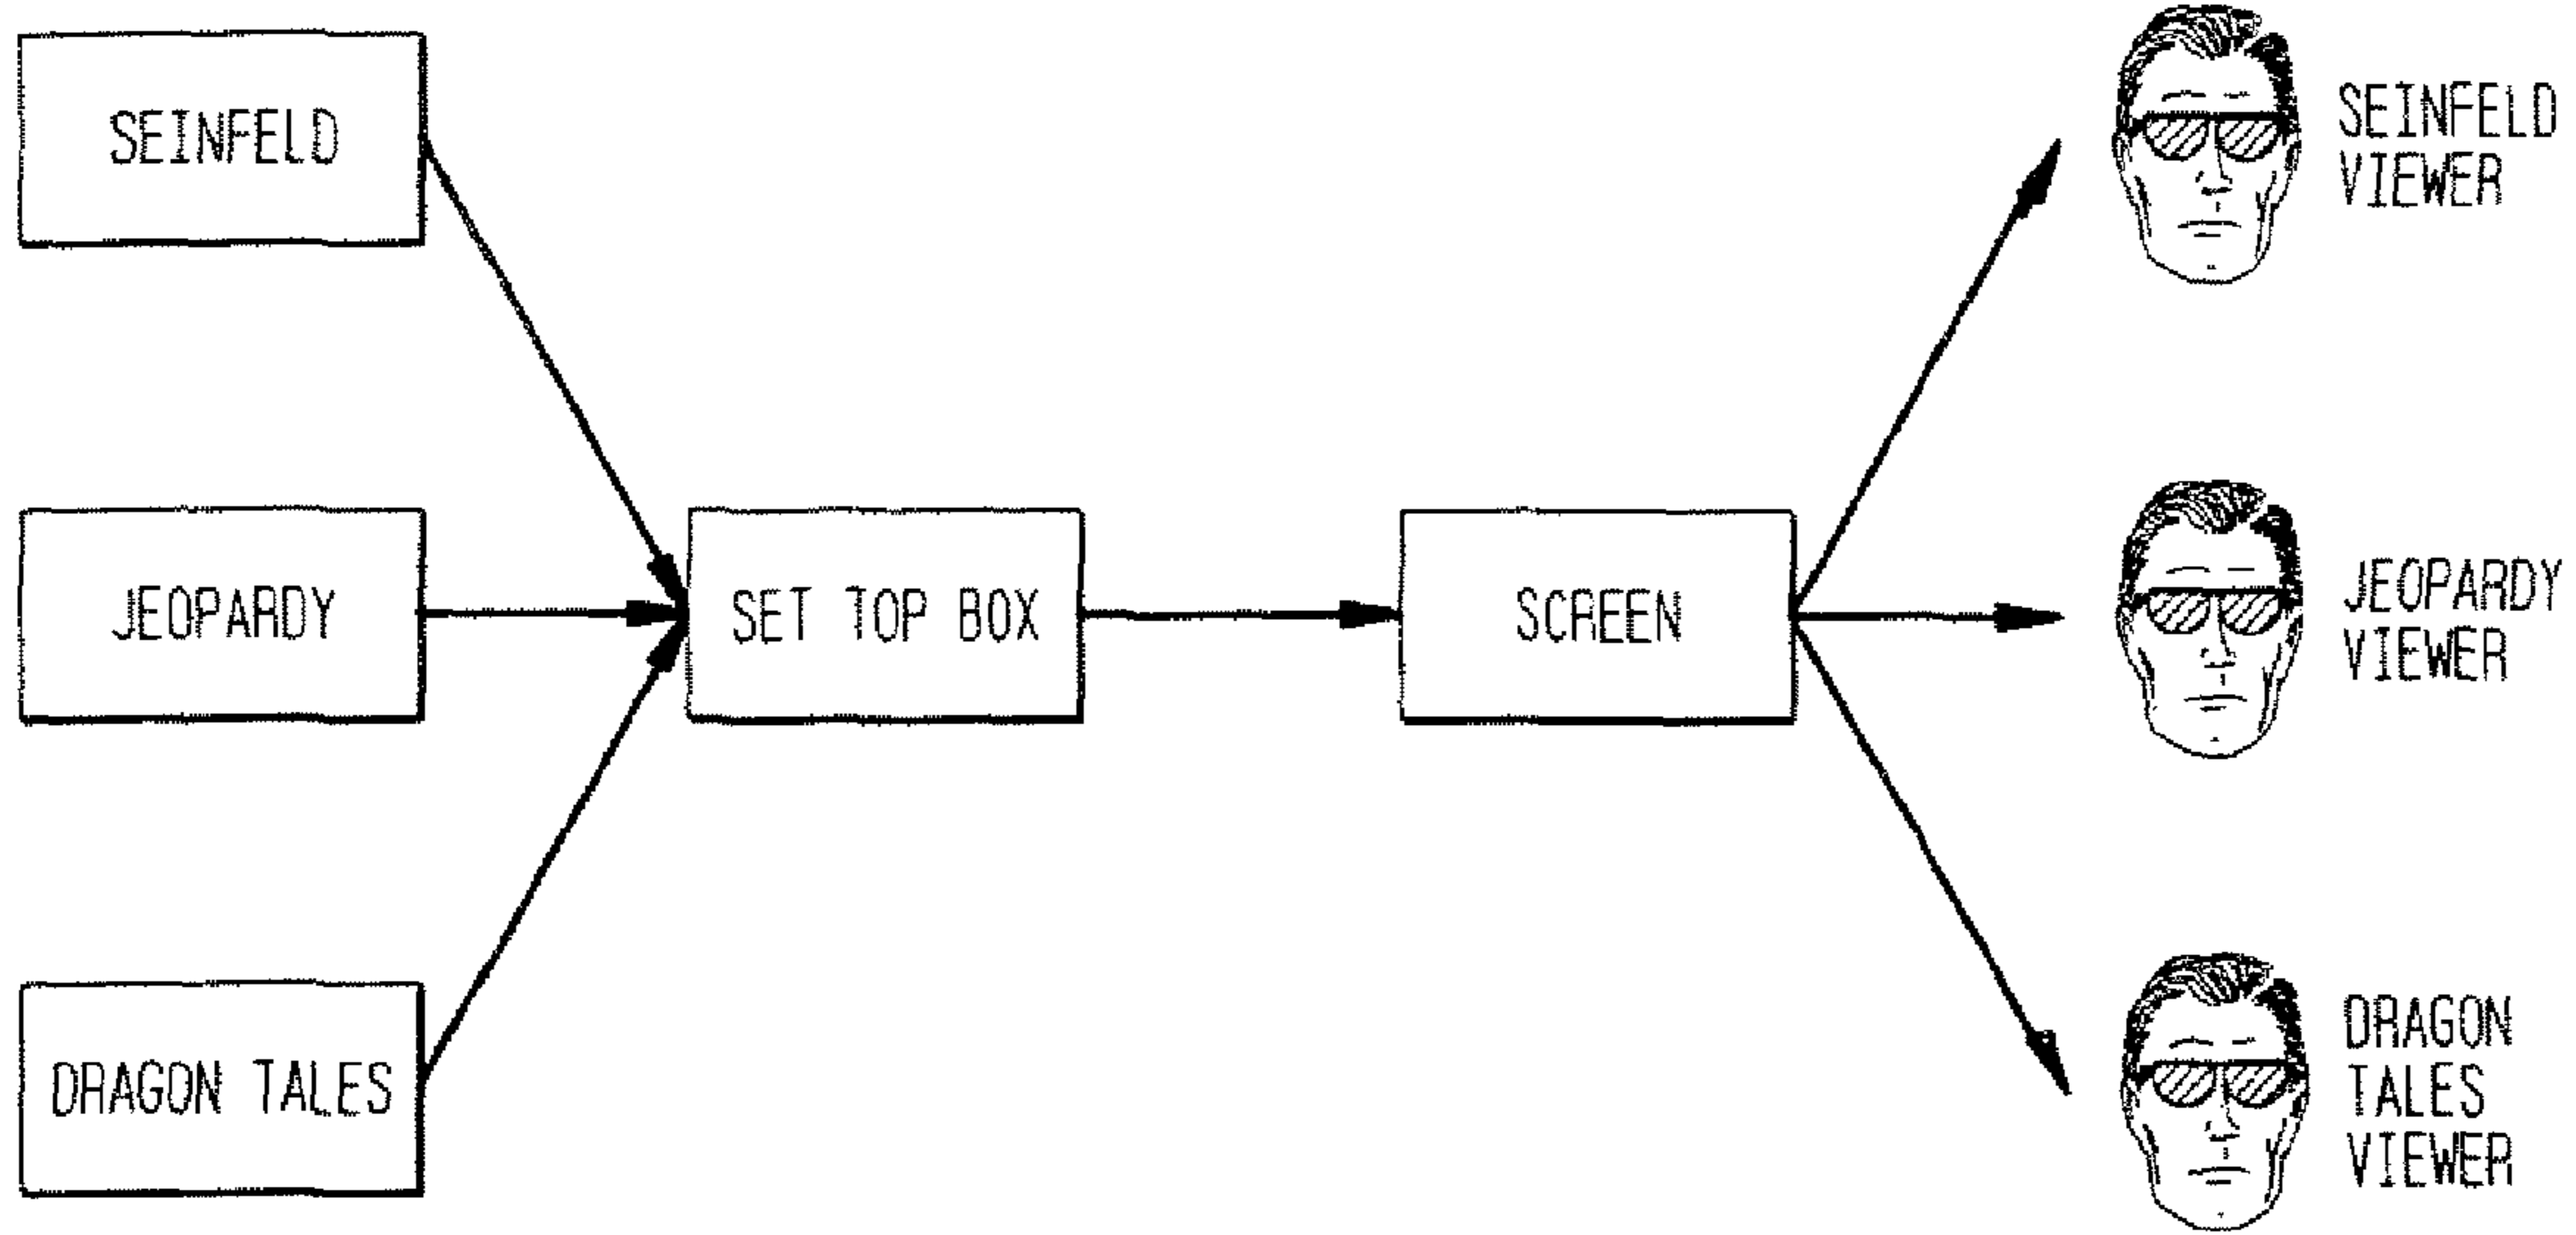 SEINFELD
SEINFELD
VIEWER
JEOPARDY
SET TOP BOX
SCREEN
JEOPARDY
VIEWER
DRAGON TALES
DRAGON
TALES
VIEWER